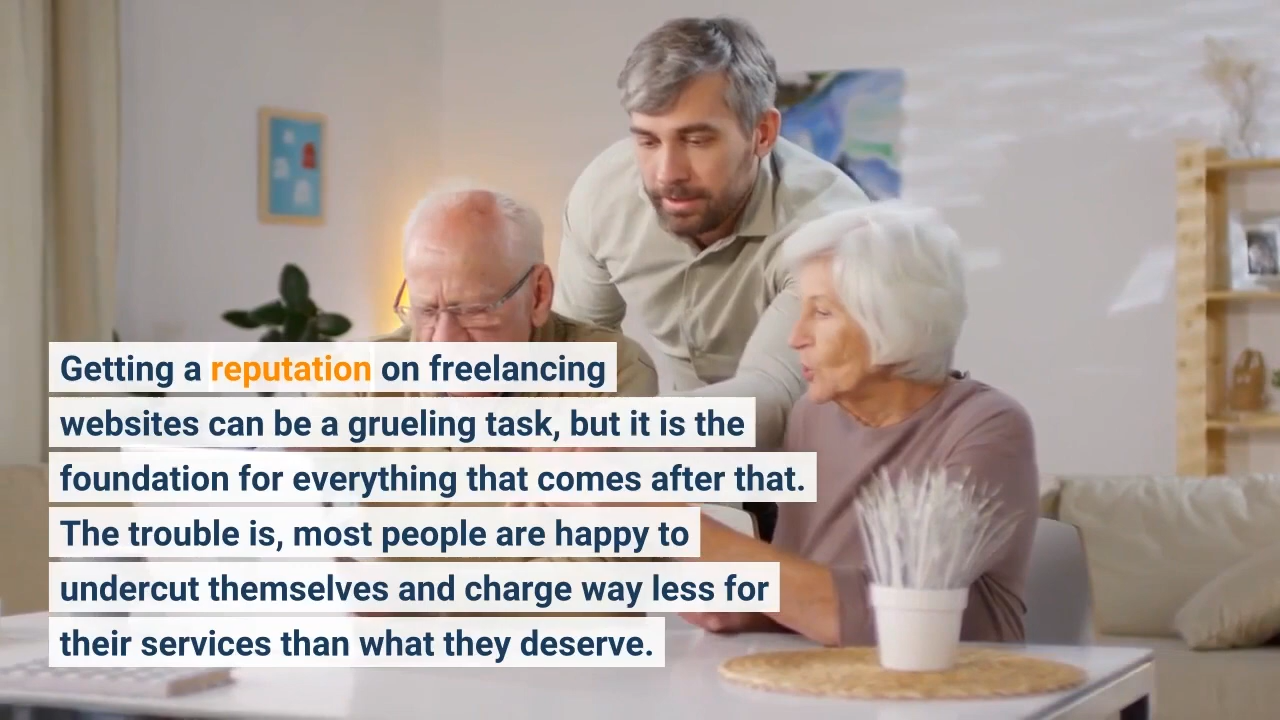 Getting a reputation on freelancing
websites can be a grueling task, but it is the
foundation for everything that comes after that.
The trouble is, most people are happy to
undercut themselves and charge way less for
their services than what they deserve.